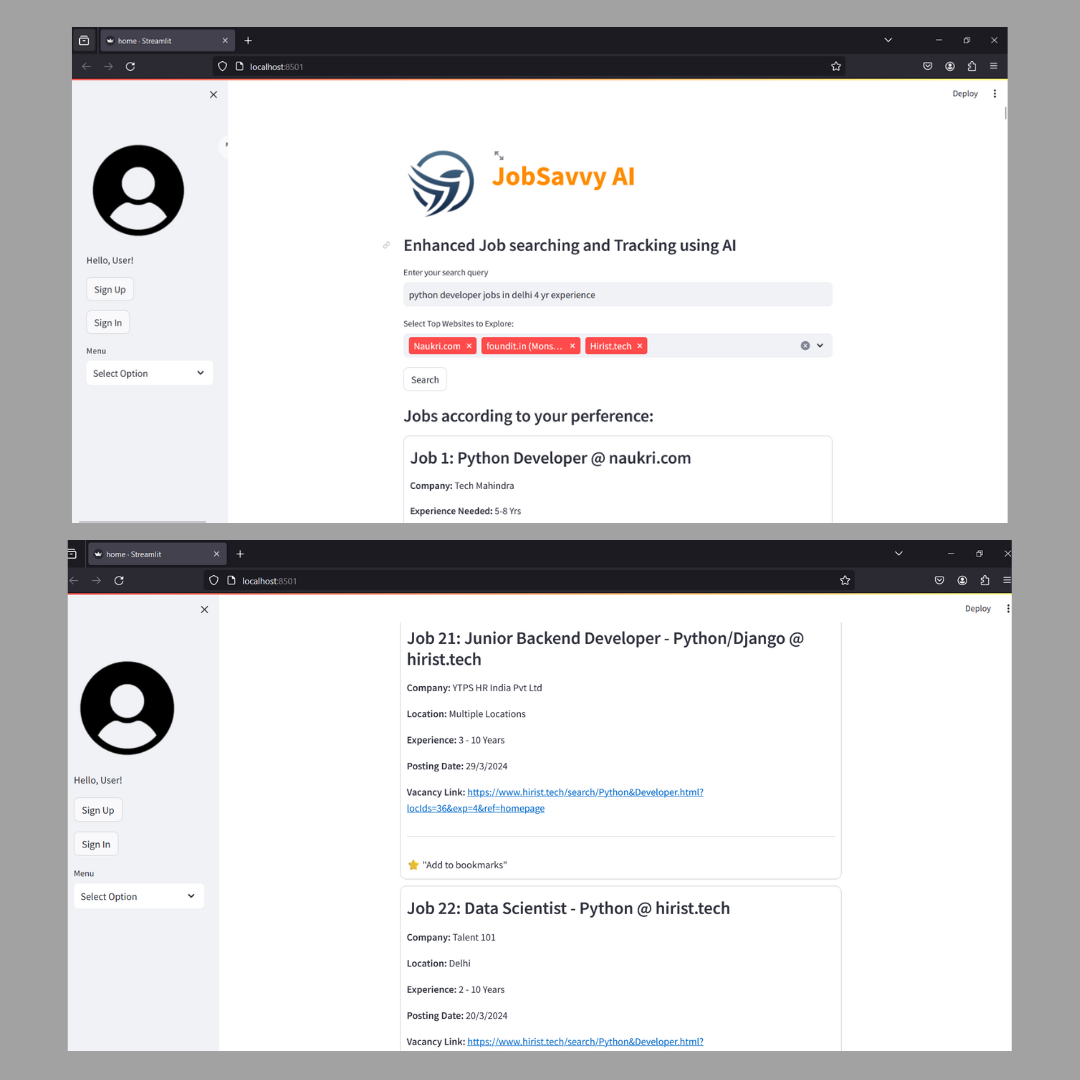 home · Streamlit
localhost:8501
Deploy
JobSavvy AI
Hello, User!
Sign Up
Sign In
Menu
Select Option
Enhanced Job searching and Tracking using AI
Enter your search query
python developer jobs in delhi 4 yr experience
Select Top Websites to Explore:
Naukri.com foundit.in (Mons... Hirist.tech
Search
Jobs according to your perference:
Job 1: Python Developer @ naukri.com
Company: Tech Mahindra
Experience Needed: 5-8 Yrs
home · Streamlit
localhost:8501
Deploy
Hello, User!
Sign Up
Sign In
Menu
Select Option
Job 21: Junior Backend Developer - Python/Django @
hirist.tech
Company: YTPS HR India Pvt Ltd
Location: Multiple Locations
Experience: 3 - 10 Years
Posting Date: 29/3/2024
Vacancy Link: https://www.hirist.tech/search/Python&Developer.html?
locIds=36&exp=4&ref=homepage
"Add to bookmarks"
Job 22: Data Scientist - Python @ hirist.tech
Company: Talent 101
Location: Delhi
Experience: 2 - 10 Years
Posting Date: 20/3/2024
Vacancy Link: https://www.hirist.tech/search/Python&Developer.html?